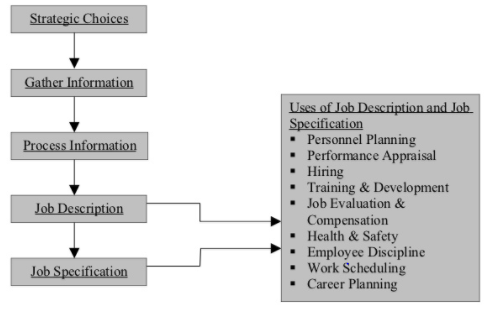 Strategic Choices
Gather Information
Process Information
Job Description
Job Specification
Uses of Job Description and Job
Specification
▪ Personnel Planning
▪ Performance Appraisal
▪ Hiring
▪ Training & Development
▪ Job Evaluation &
Compensation
▪ Health & Safety
▪ Employee Discipline
▪ Work Scheduling
▪ Career Planning